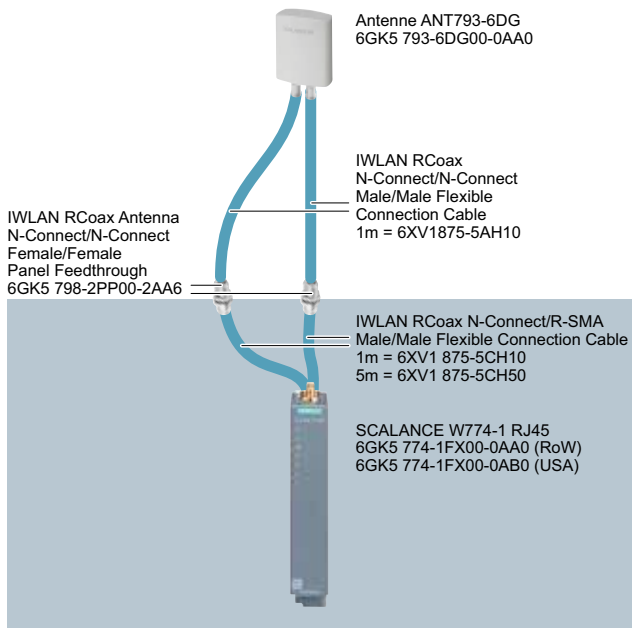 Antenne ANT793-6DG
6GK5 793-6DG00-0AA0
IWLAN RCoax
N-Connect/N-Connect
Male/Male Flexible
Connection Cable
1m = 6XV1875-5AH10
IWLAN RCoax Antenna
N-Connect/N-Connect
Female/Female
Panel Feedthrough
6GK5 798-2PP00-2AA6
IWLAN RCoax N-Connect/R-SMA
Male/Male Flexible Connection Cable
1m = 6XV1 875-5CH10
5m = 6XV1 875-5CH50
SCALANCE W774-1 RJ45
6GK5 774-1FX00-0AA0 (RoW)
6GK5 774-1FX00-0AB0 (USA)